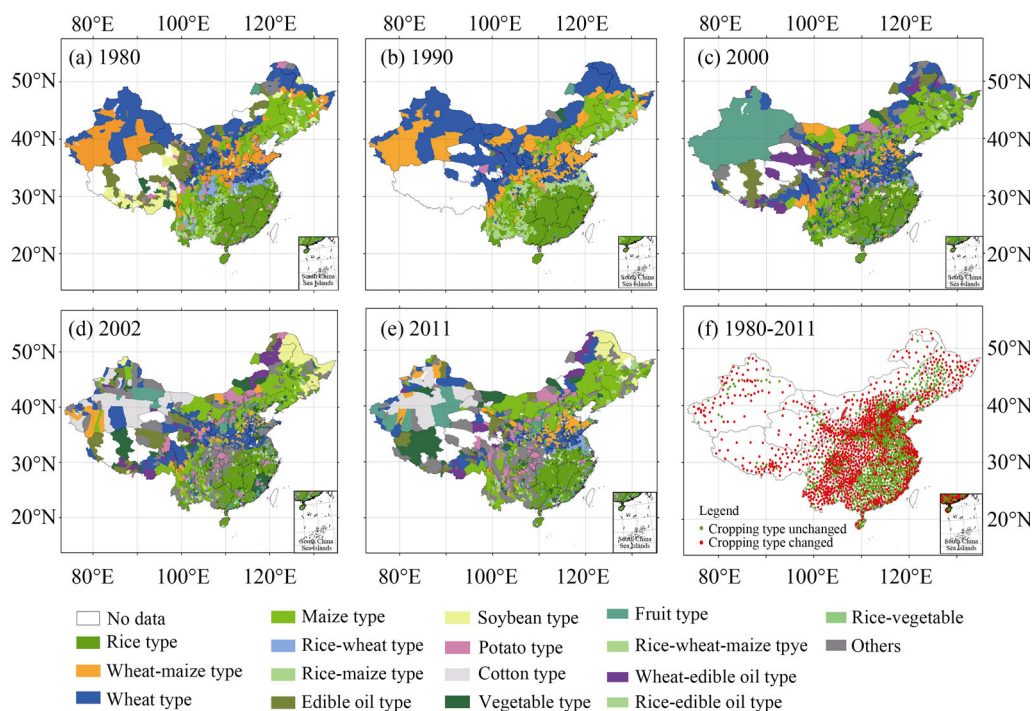 80°E 100°E 120°E 80°E 100°E 120°E 80°E 100°E 120°E
(a) 1980 (b) 1990 (c) 2000
50°N 50°N
40°N 40°N
30°N 30°N
20°N 20°N
South China
Sea Islands
South China
Sea Islands
South China
Sea Islands
(d) 2002 (e) 2011 (f) 1980-2011
50°N 50°N
40°N 40°N
30°N 30°N
20°N 20°N
South China
Sea Islands
South China
Sea Islands
Legend
Cropping type unchanged
Cropping type changed
South China
Sea Islands
80°E 100°E 120°E 80°E 100°E 120°E 80°E 100°E 120°E
No data
Rice type
Wheat-maize type
Wheat type
Maize type
Rice-wheat type
Rice-maize type
Edible oil type
Soybean type
Potato type
Cotton type
Vegetable type
Fruit type
Rice-wheat-maize tpye
Wheat-edible oil type
Rice-edible oil type
Rice-vegetable
Others